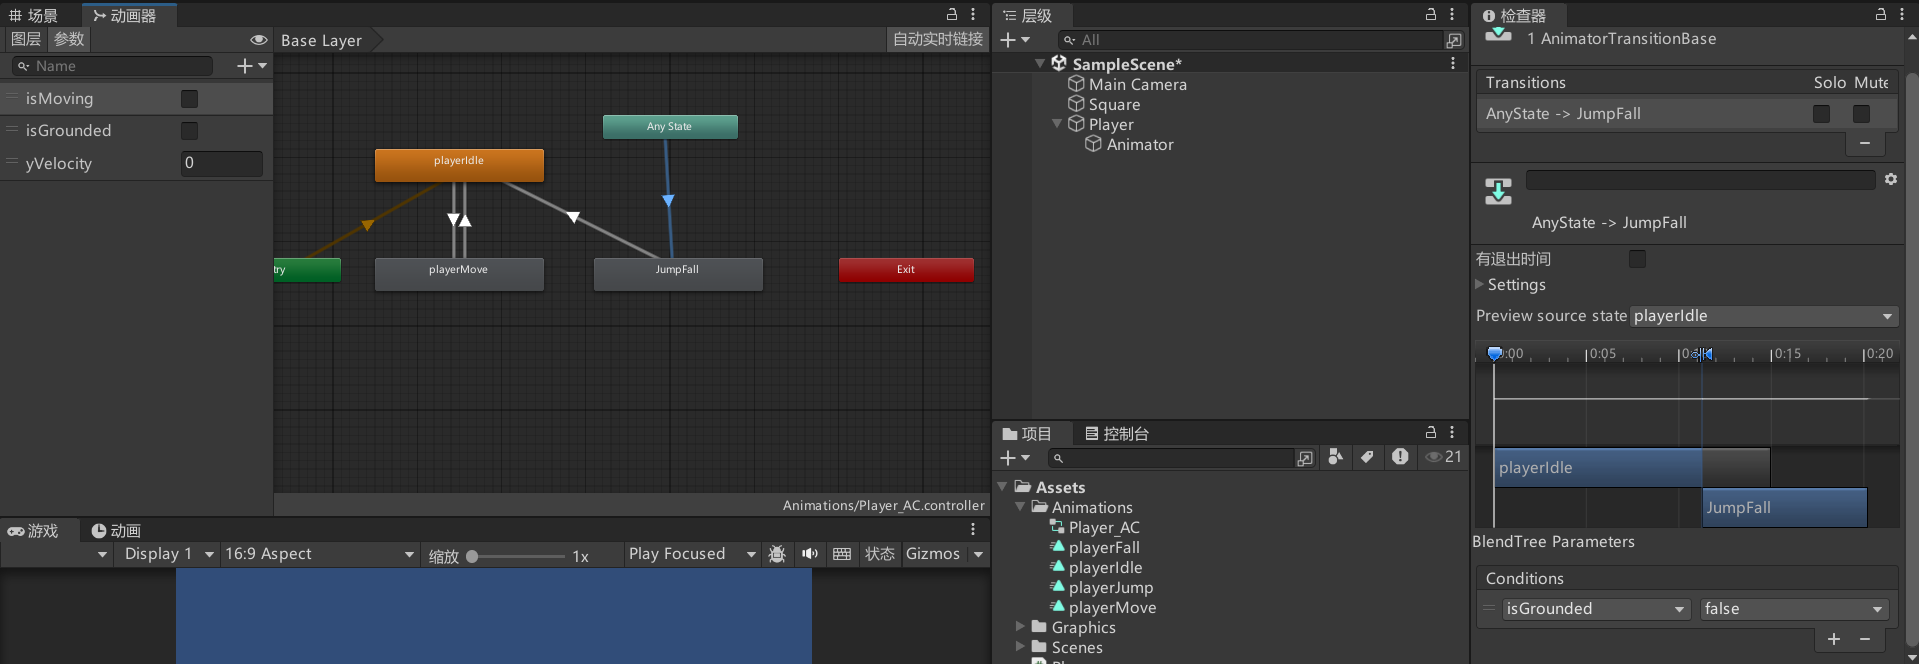 场景
动画器
图层
参数
Base Layer
自动实时链接
Name
isMoving
isGrounded
yVelocity
0
Any State
playerIdle
try
playerMove
JumpFall
Exit
Animations/Player_AC.controller
游戏
动画
Display 1
16:9 Aspect
缩放
1x
Play Focused
状态
Gizmos
层级
All
SampleScene*
Main Camera
Square
Player
Animator
项目
控制台
21
Assets
Animations
Player_AC
playerFall
playerIdle
playerJump
playerMove
Graphics
Scenes
检查器
1 AnimatorTransitionBase
Transitions
Solo
Mute
AnyState -> JumpFall
AnyState -> JumpFall
有退出时间
Settings
Preview source state
playerIdle
0:05
0:15
0:20
playerIdle
JumpFall
BlendTree Parameters
Conditions
isGrounded
false